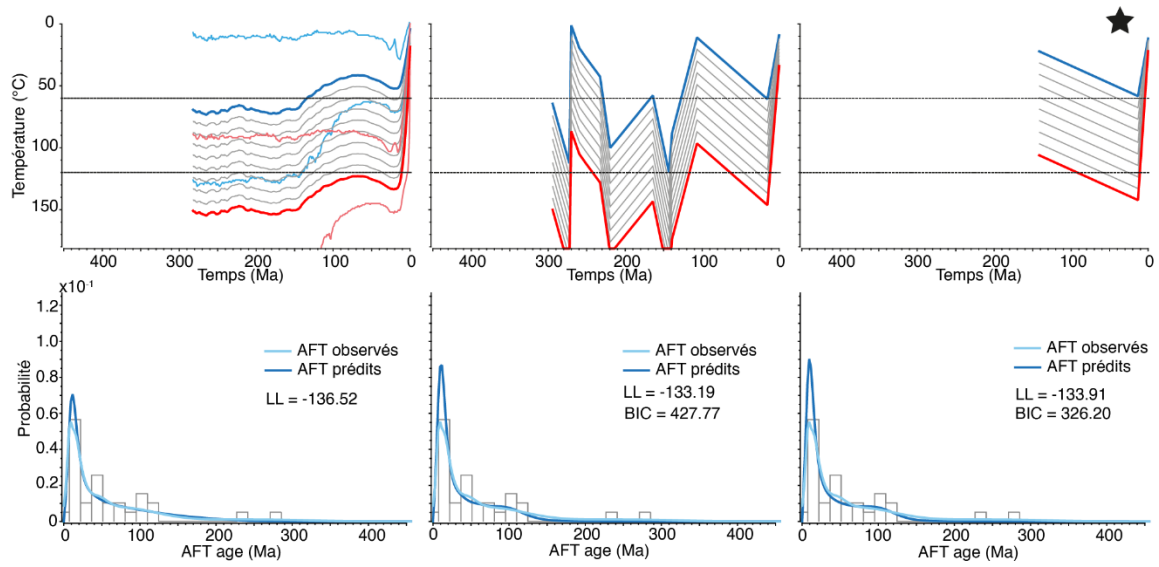 Température (°C)
0
50
100
150
400
300
200
100
0
Temps (Ma)
400
300
200
100
0
Temps (Ma)
400
300
200
100
0
Temps (Ma)
x10⁻¹
Probabilité
1.2
1.0
0.8
0.6
0.4
0.2
0
AFT observés
AFT prédits
LL = -136.52
0
100
200
300
400
AFT age (Ma)
AFT observés
AFT prédits
LL = -133.19
BIC = 427.77
0
100
200
300
400
AFT age (Ma)
AFT observés
AFT prédits
LL = -133.91
BIC = 326.20
0
100
200
300
400
AFT age (Ma)